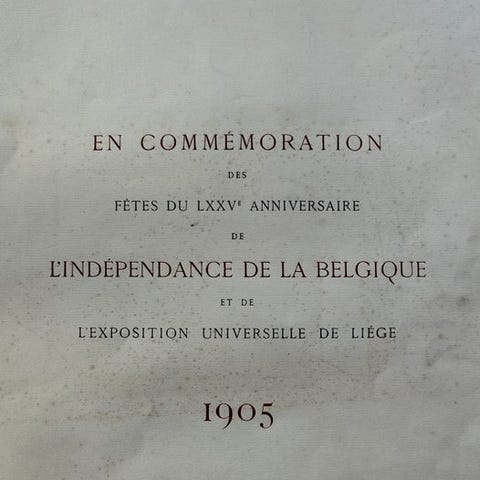 EN COMMÉMORATION
DES
FÊTES DU LXXVᵉ ANNIVERSAIRE
DE
L'INDÉPENDANCE DE LA BELGIQUE
ET DE
L'EXPOSITION UNIVERSELLE DE LIÉGE
1905